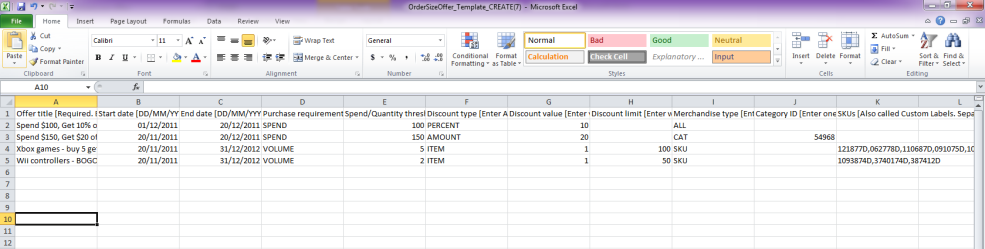 OrderSizeOffer_Template_CREATE(7) - Microsoft Excel
File Home Insert Page Layout Formulas Data Review View
Paste Cut Copy Format Painter Clipboard
Calibri 11 A A B I U A Font
Wrap Text Merge & Center Alignment
General $ % , Number
Conditional Formatting Format as Table
Normal Bad Good Neutral
Calculation Check Cell Explanatory ... Input
Styles
Insert Delete Format Cells
Σ AutoSum Fill Clear Sort & Filter Find & Select Editing
A10 fx
A B C D E F G H I J K L
1 Offer title [Required. Start date [DD/MM/YY End date [DD/MM/YYY Purchase requirement Spend/Quantity thres Discount type [Enter A Discount value [Enter Discount limit [Enter v Merchandise type [Ent Category ID [Enter one SKUs [Also called Custom Labels. Sepa
2 Spend $100, Get 10% o 01/12/2011 20/12/2011 SPEND 100 PERCENT 10 ALL
3 Spend $150, Get $20 of 20/11/2011 20/12/2011 SPEND 150 AMOUNT 20 CAT 54968
4 Xbox games - buy 5 ge 20/11/2011 31/12/2012 VOLUME 5 ITEM 1 100 SKU 121877D,062778D,110687D,091075D,10
5 Wii controllers - BOGO 20/11/2011 31/12/2012 VOLUME 2 ITEM 1 50 SKU 1093874D,3740174D,387412D
6
7
8
9
10
11
12